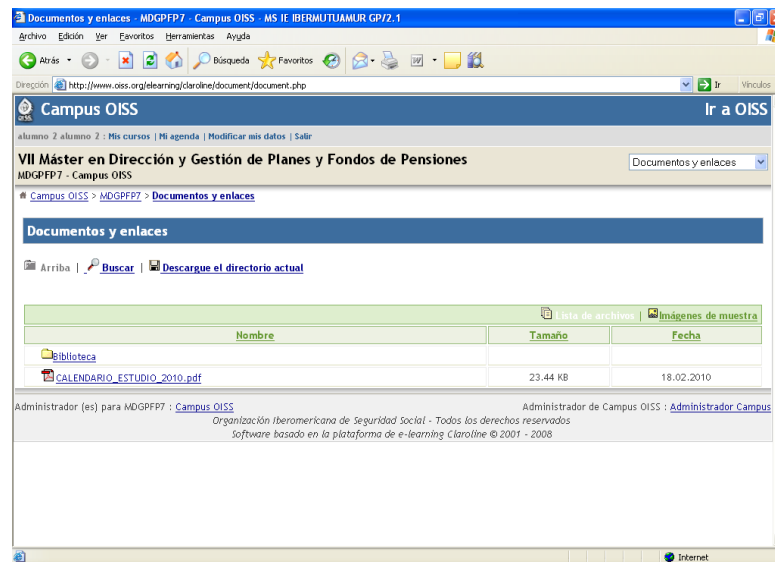 Documentos y enlaces - MDGPFP7 - Campus OISS - MS IE IBERMUTUAMUR GP/2.1
Archivo Edición Ver Favoritos Herramientas Ayuda
Atrás Búsqueda Favoritos
Dirección http://www.oiss.org/elearning/claroline/document/document.php Ir Vínculos
OISS Campus OISS Ir a OISS
alumno 2 alumno 2 : Mis cursos | Mi agenda | Modificar mis datos | Salir
VII Máster en Dirección y Gestión de Planes y Fondos de Pensiones
Documentos y enlaces
MDGPFP7 - Campus OISS
Campus OISS > MDGPFP7 > Documentos y enlaces
Documentos y enlaces
Arriba | Buscar | Descargue el directorio actual
Lista de archivos | Imágenes de muestra
Nombre Tamaño Fecha
Biblioteca
CALENDARIO_ESTUDIO_2010.pdf 23.44 KB 18.02.2010
Administrador (es) para MDGPFP7 : Campus OISS Administrador de Campus OISS : Administrador Campus
Organización Iberomericana de Seguridad Social - Todos los derechos reservados
Software basado en la plataforma de e-learning Claroline © 2001 - 2008
Internet